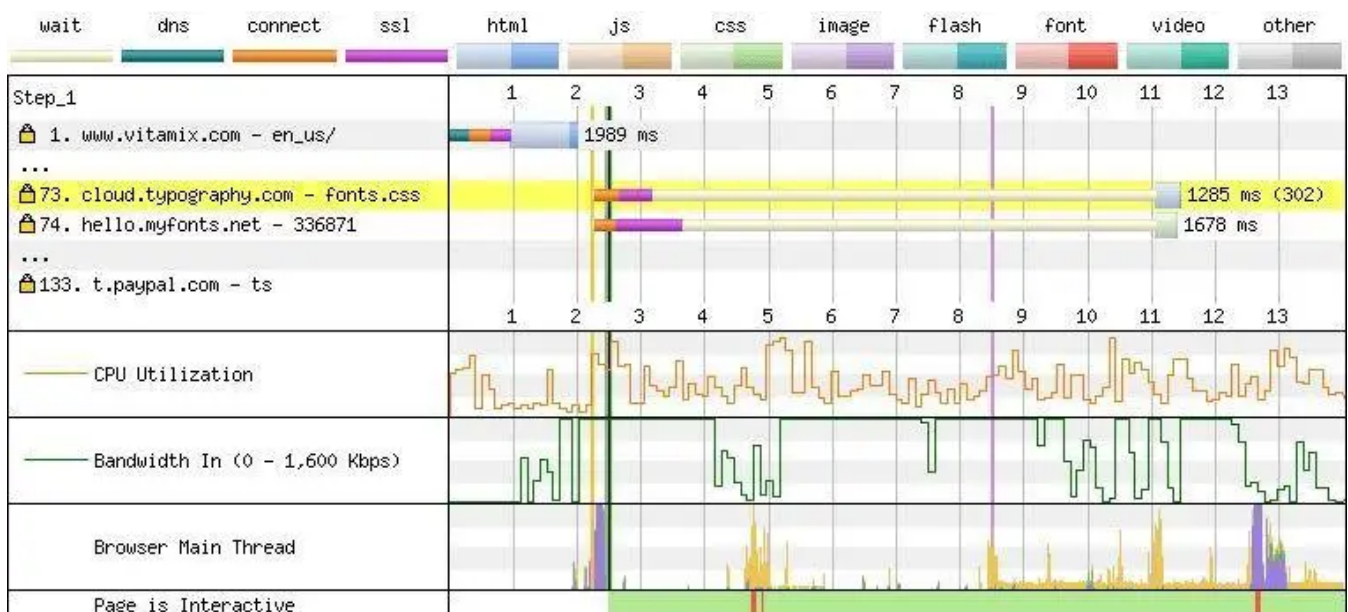 wait dns connect ssl html js css image flash font video other
Step_1 1 2 3 4 5 6 7 8 9 10 11 12 13
1. www.vitamix.com - en_us/ 1989 ms
...
73. cloud.typography.com - fonts.css 1285 ms (302)
74. hello.myfonts.net - 336871 1678 ms
...
133. t.paypal.com - ts
1 2 3 4 5 6 7 8 9 10 11 12 13
CPU Utilization
Bandwidth In (0 - 1,600 Kbps)
Browser Main Thread
Page is Interactive